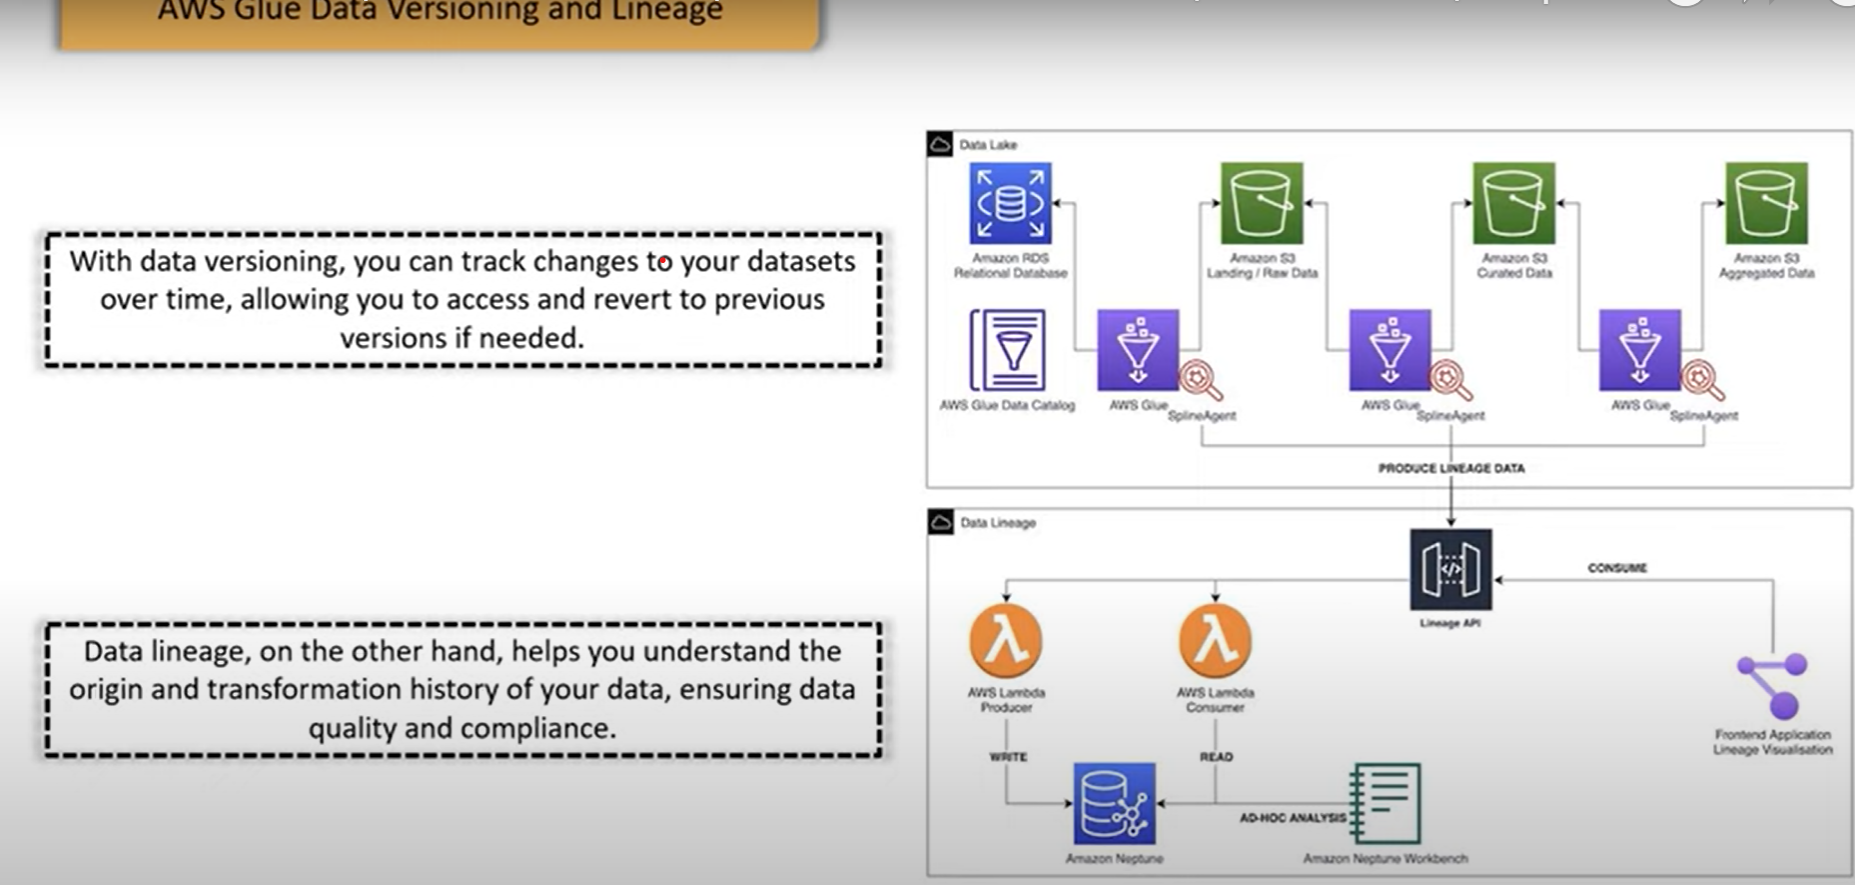 AWS Glue Data Versioning and Lineage
With data versioning, you can track changes to your datasets
over time, allowing you to access and revert to previous
versions if needed.
Data lineage, on the other hand, helps you understand the
origin and transformation history of your data, ensuring data
quality and compliance.
Data Lake
Amazon RDS
Relational Database
Amazon S3
Landing / Raw Data
Amazon S3
Curated Data
Amazon S3
Aggregated Data
AWS Glue Data Catalog
AWS Glue
SplineAgent
AWS Glue
SplineAgent
AWS Glue
SplineAgent
PRODUCE LINEAGE DATA
Data Lineage
</>
Lineage API
CONSUME
λ
AWS Lambda
Producer
λ
AWS Lambda
Consumer
Frontend Application
Lineage Visualisation
WRITE
READ
AD-HOC ANALYSIS
Amazon Neptune
Amazon Neptune Workbench